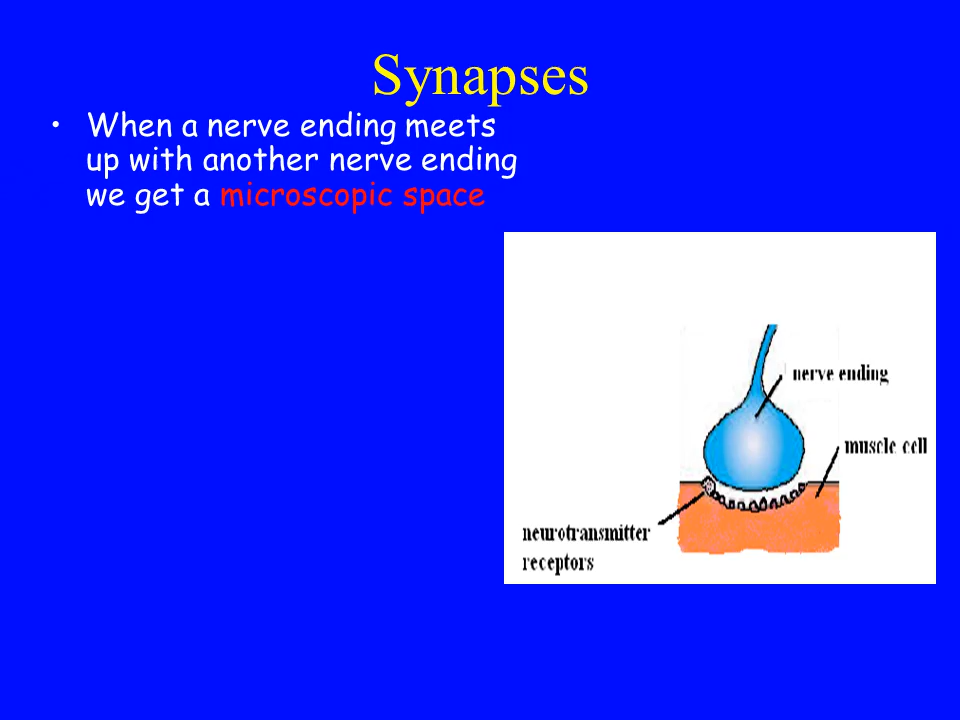 Synapses
• When a nerve ending meets
up with another nerve ending
we get a microscopic space
nerve ending
muscle cell
neurotransmitter
receptors